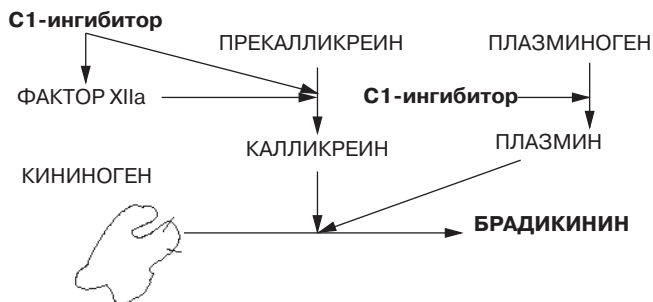 С1-ингибитор
ПРЕКАЛЛИКРЕИН
ПЛАЗМИНОГЕН
ФАКТОР XIIa
С1-ингибитор
КАЛЛИКРЕИН
ПЛАЗМИН
КИНИНОГЕН
БРАДИКИНИН